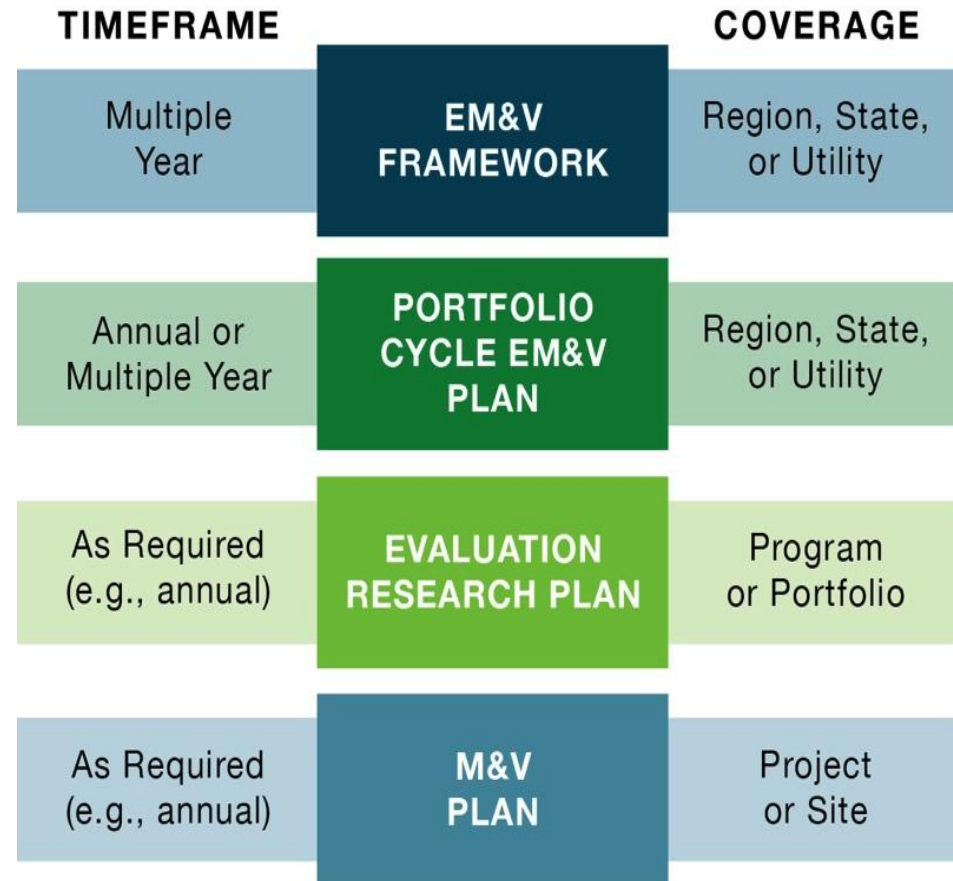 TIMEFRAME
COVERAGE
Multiple
Year
EM&V
FRAMEWORK
Region, State,
or Utility
Annual or
Multiple Year
PORTFOLIO
CYCLE EM&V
PLAN
Region, State,
or Utility
As Required
(e.g., annual)
EVALUATION
RESEARCH PLAN
Program
or Portfolio
As Required
(e.g., annual)
M&V
PLAN
Project
or Site